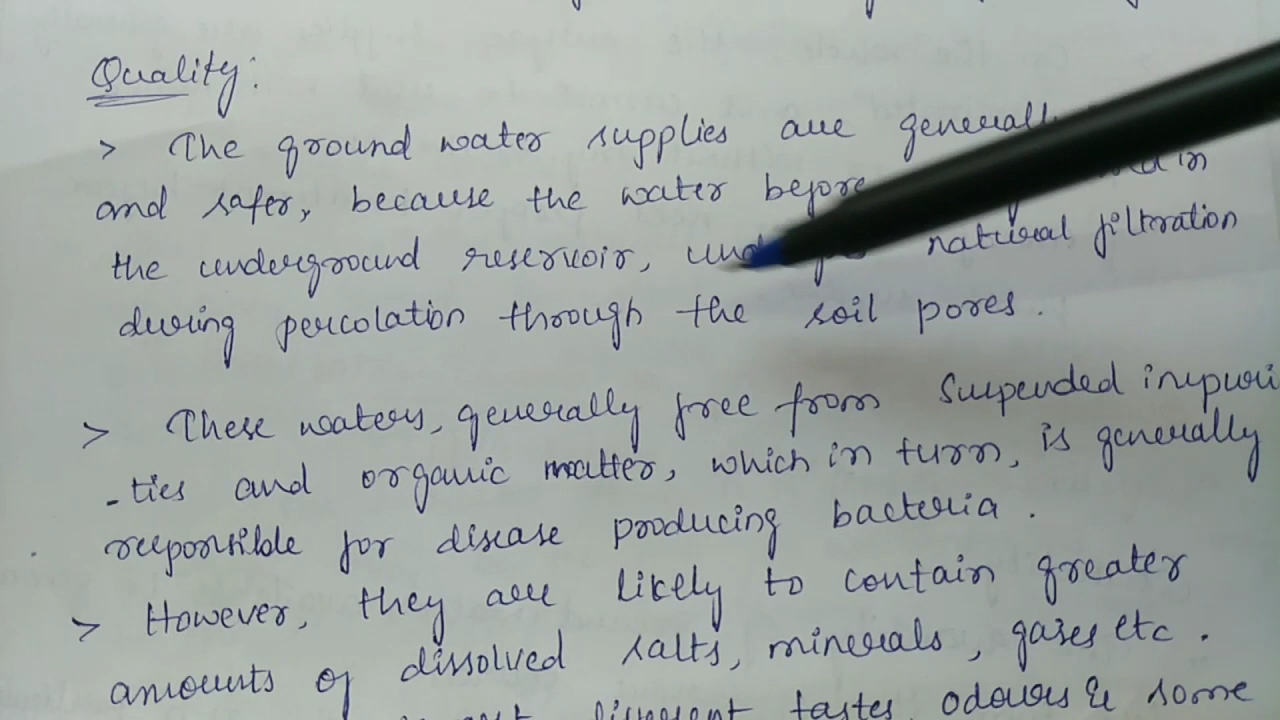 Quality:
> The ground water supplies are generall
and safer, because the water before in
the underground reservoir, und natural filtration
during percolation through the soil pores.
> These waters, generally free from suspended impuri
-ties and organic matter, which in turn, is generally
responsible for disease producing bacteria.
> However, they are likely to contain greater
amounts of dissolved salts, minerals, gases etc.
different tastes odours & some